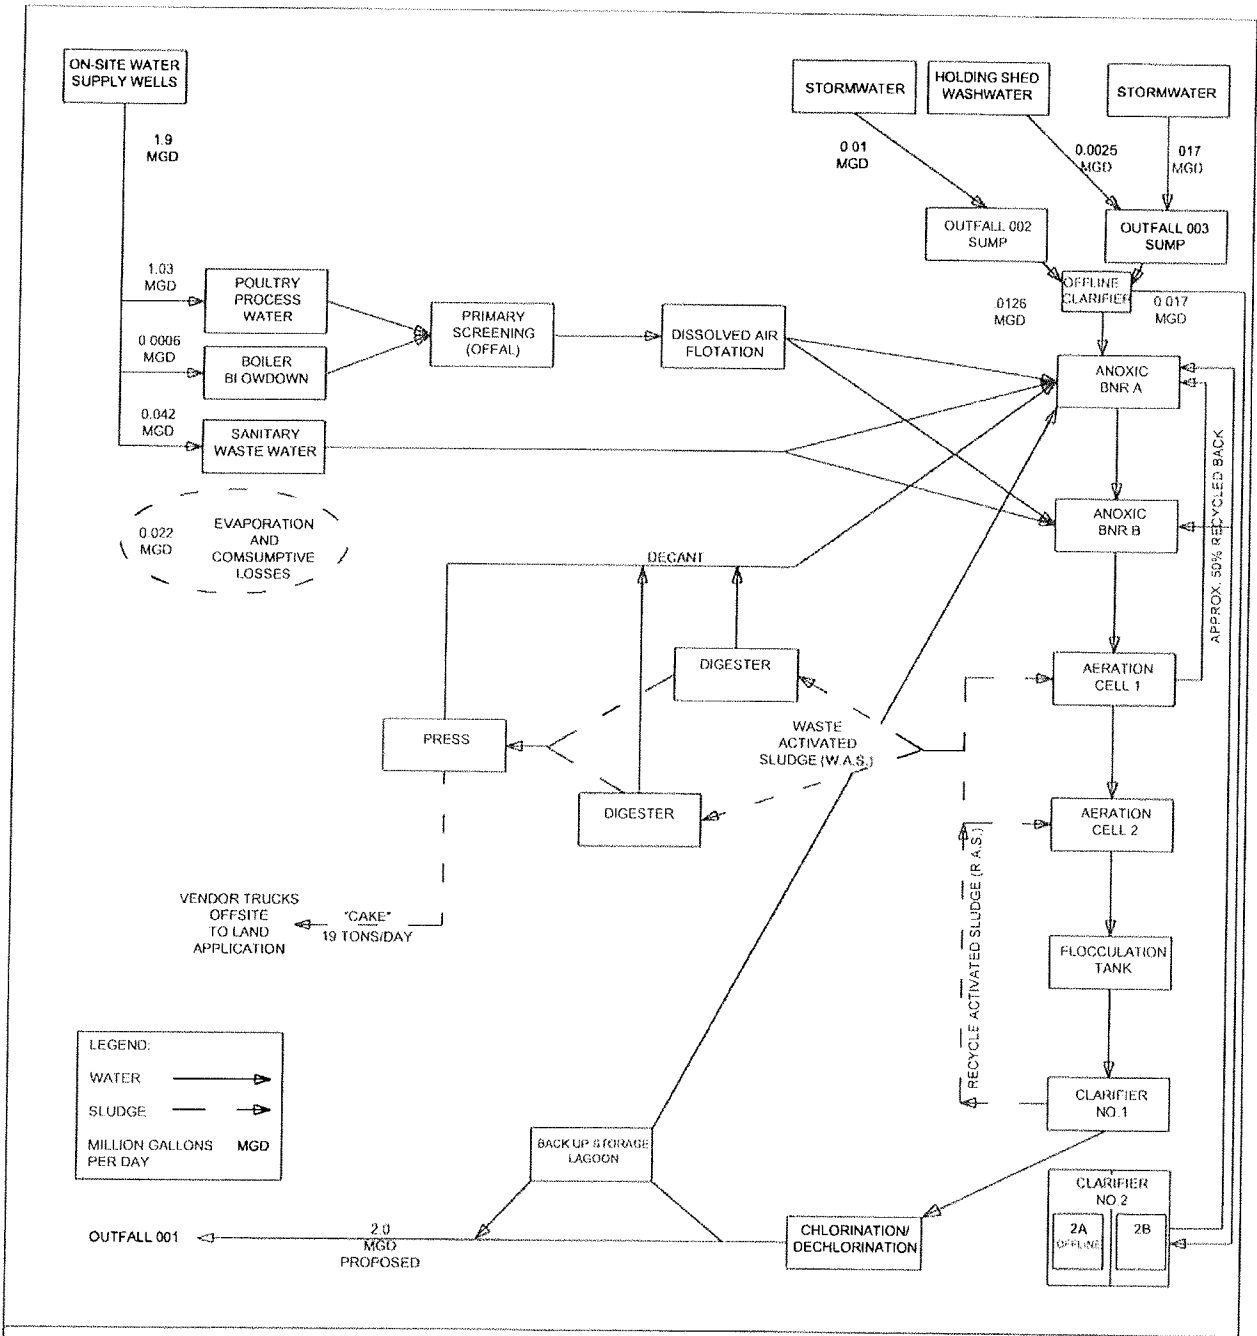 ON-SITE WATER
SUPPLY WELLS
1.9
MGD
STORMWATER
HOLDING SHED
WASHWATER
STORMWATER
0 01
MGD
0.0025
MGD
017
MGD
OUTFALL 002
SUMP
OUTFALL 003
SUMP
OFFLINE
CLARIFIER
0126
MGD
0 017
MGD
1.03
MGD
POULTRY
PROCESS
WATER
PRIMARY
SCREENING
(OFFAL)
DISSOLVED AIR
FLOTATION
0 0006
MGD
BOILER
BLOWDOWN
ANOXIC
BNR A
0.042
MGD
SANITARY
WASTE WATER
0.022
MGD
EVAPORATION
AND
COMSUMPTIVE
LOSSES
ANOXIC
BNR B
APPROX. 50% RECYCLED BACK
DECANT
DIGESTER
AERATION
CELL 1
PRESS
WASTE
ACTIVATED
SLUDGE (W.A.S.)
DIGESTER
AERATION
CELL 2
RECYCLE ACTIVATED SLUDGE (R A.S.)
VENDOR TRUCKS
OFFSITE
TO LAND
APPLICATION
"CAKE"
19 TONS/DAY
FLOCCULATION
TANK
LEGEND:
WATER
SLUDGE
MILLION GALLONS
PER DAY
MGD
CLARIFIER
NO.1
BACK UP STORAGE
LAGOON
CLARIFIER
NO.2
2A
OFFLINE
2B
CHLORINATION/
DECHLORINATION
OUTFALL 001
2.0
MGD
PROPOSED